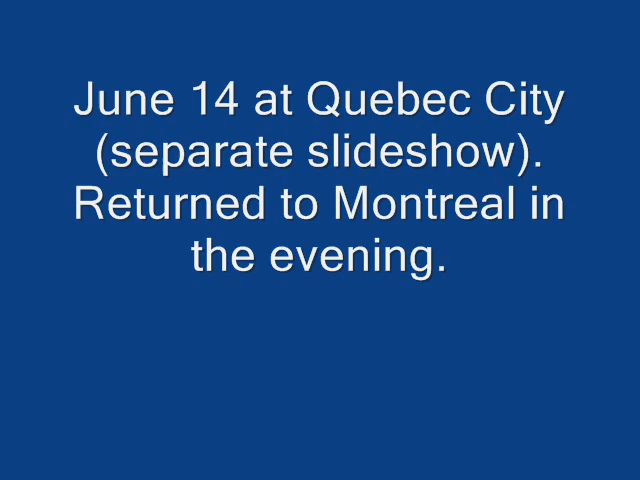 June 14 at Quebec City
(separate slideshow).
Returned to Montreal in
the evening.